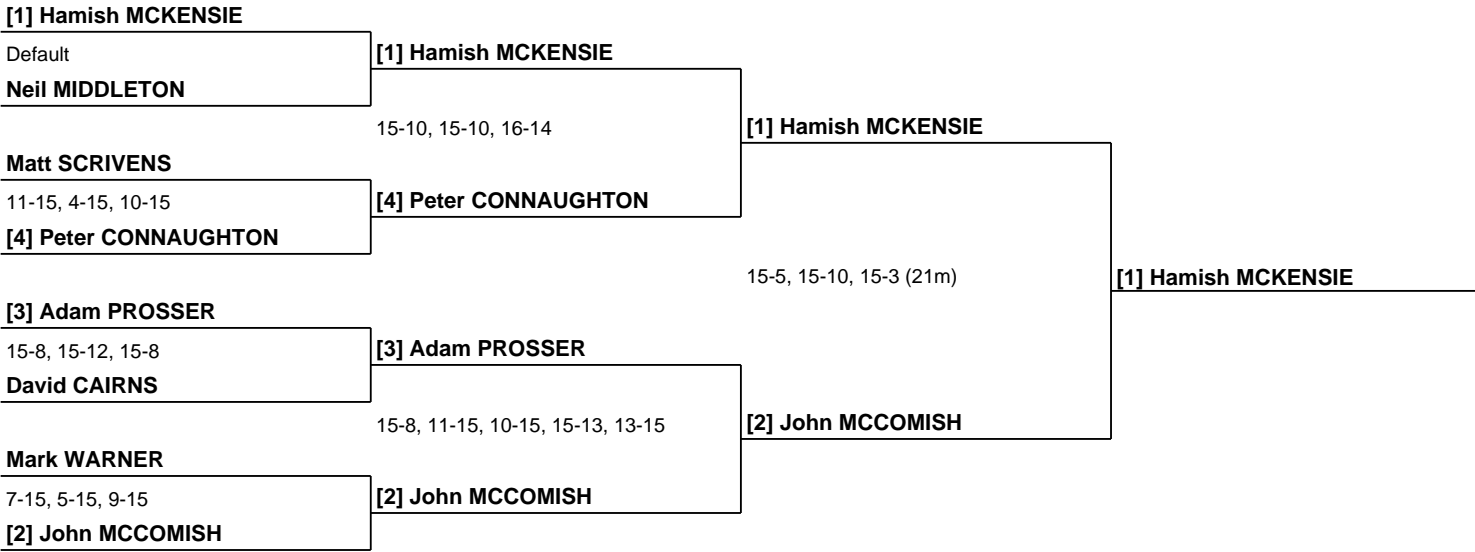 [1] Hamish MCKENSIE
Default
[1] Hamish MCKENSIE
Neil MIDDLETON
15-10, 15-10, 16-14
[1] Hamish MCKENSIE
Matt SCRIVENS
11-15, 4-15, 10-15
[4] Peter CONNAUGHTON
[4] Peter CONNAUGHTON
15-5, 15-10, 15-3 (21m)
[1] Hamish MCKENSIE
[3] Adam PROSSER
15-8, 15-12, 15-8
[3] Adam PROSSER
David CAIRNS
15-8, 11-15, 10-15, 15-13, 13-15
[2] John MCCOMISH
Mark WARNER
7-15, 5-15, 9-15
[2] John MCCOMISH
[2] John MCCOMISH